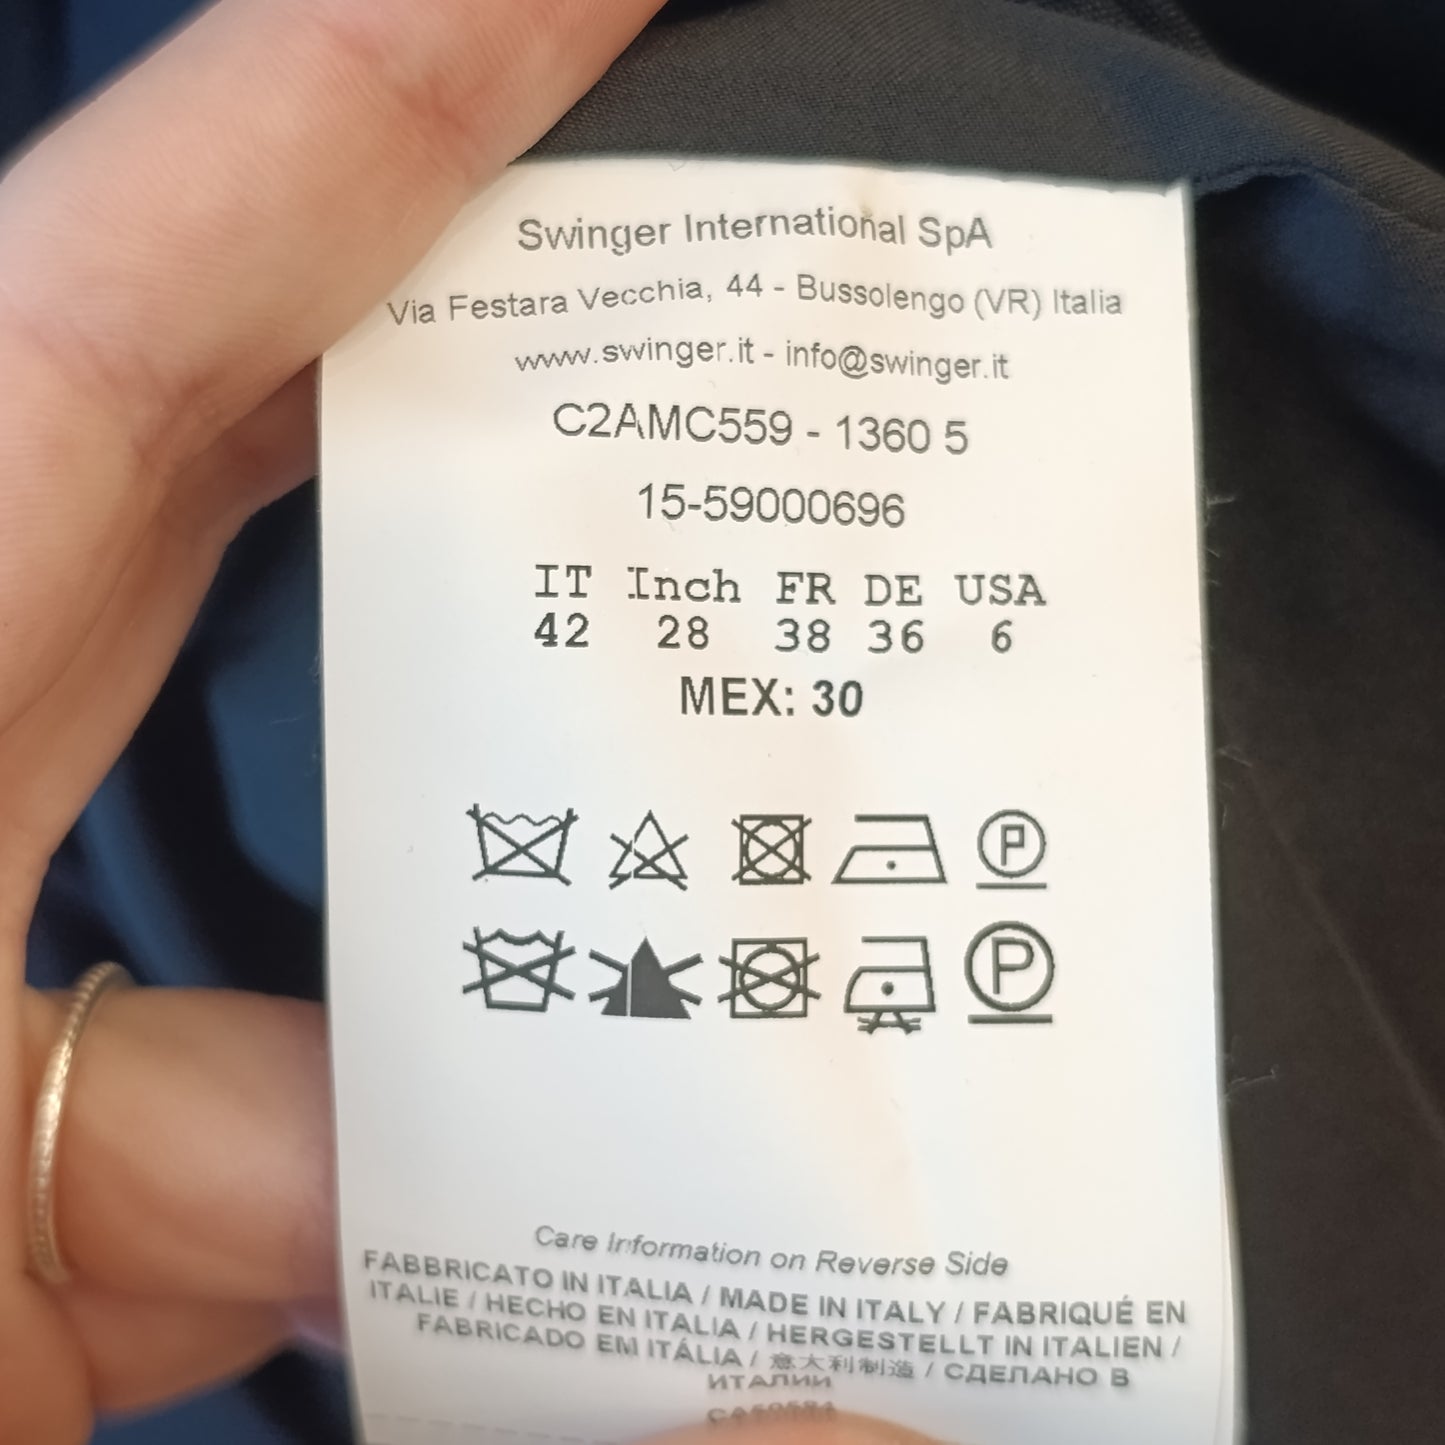 Swinger International SpA
Via Festara Vecchia, 44 - Bussolengo (VR) Italia
www.swinger.it - info@swinger.it
C2AMC559 - 1360 5
15-59000696
IT Inch FR DE USA
42 28 38 36 6
MEX: 30
P
P
Care Information on Reverse Side
FABBRICATO IN ITALIA / MADE IN ITALY / FABRIQUÉ EN
ITALIE / HECHO EN ITALIA / HERGESTELLT IN ITALIEN /
FABRICADO EM ITÁLIA / 意大利制造 / СДЕЛАНО В
ИТАЛИИ